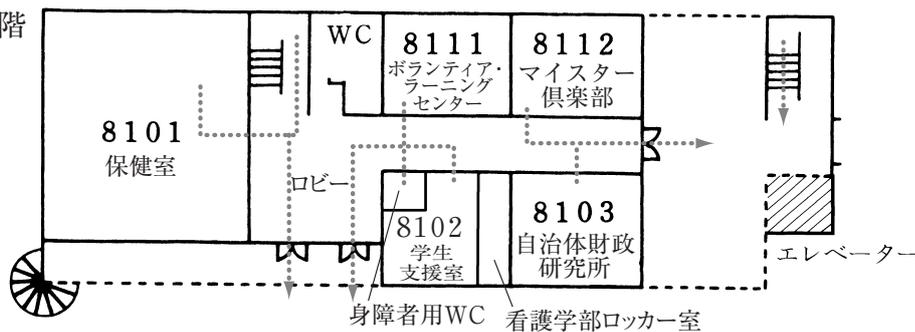 階
WC
8111
ボランティア・
ラーニング
センター
8112
マイスター
倶楽部
8101
保健室
ロビー
8102
学生
支援室
8103
自治体財政
研究所
エレベーター
身障者用WC
看護学部ロッカー室